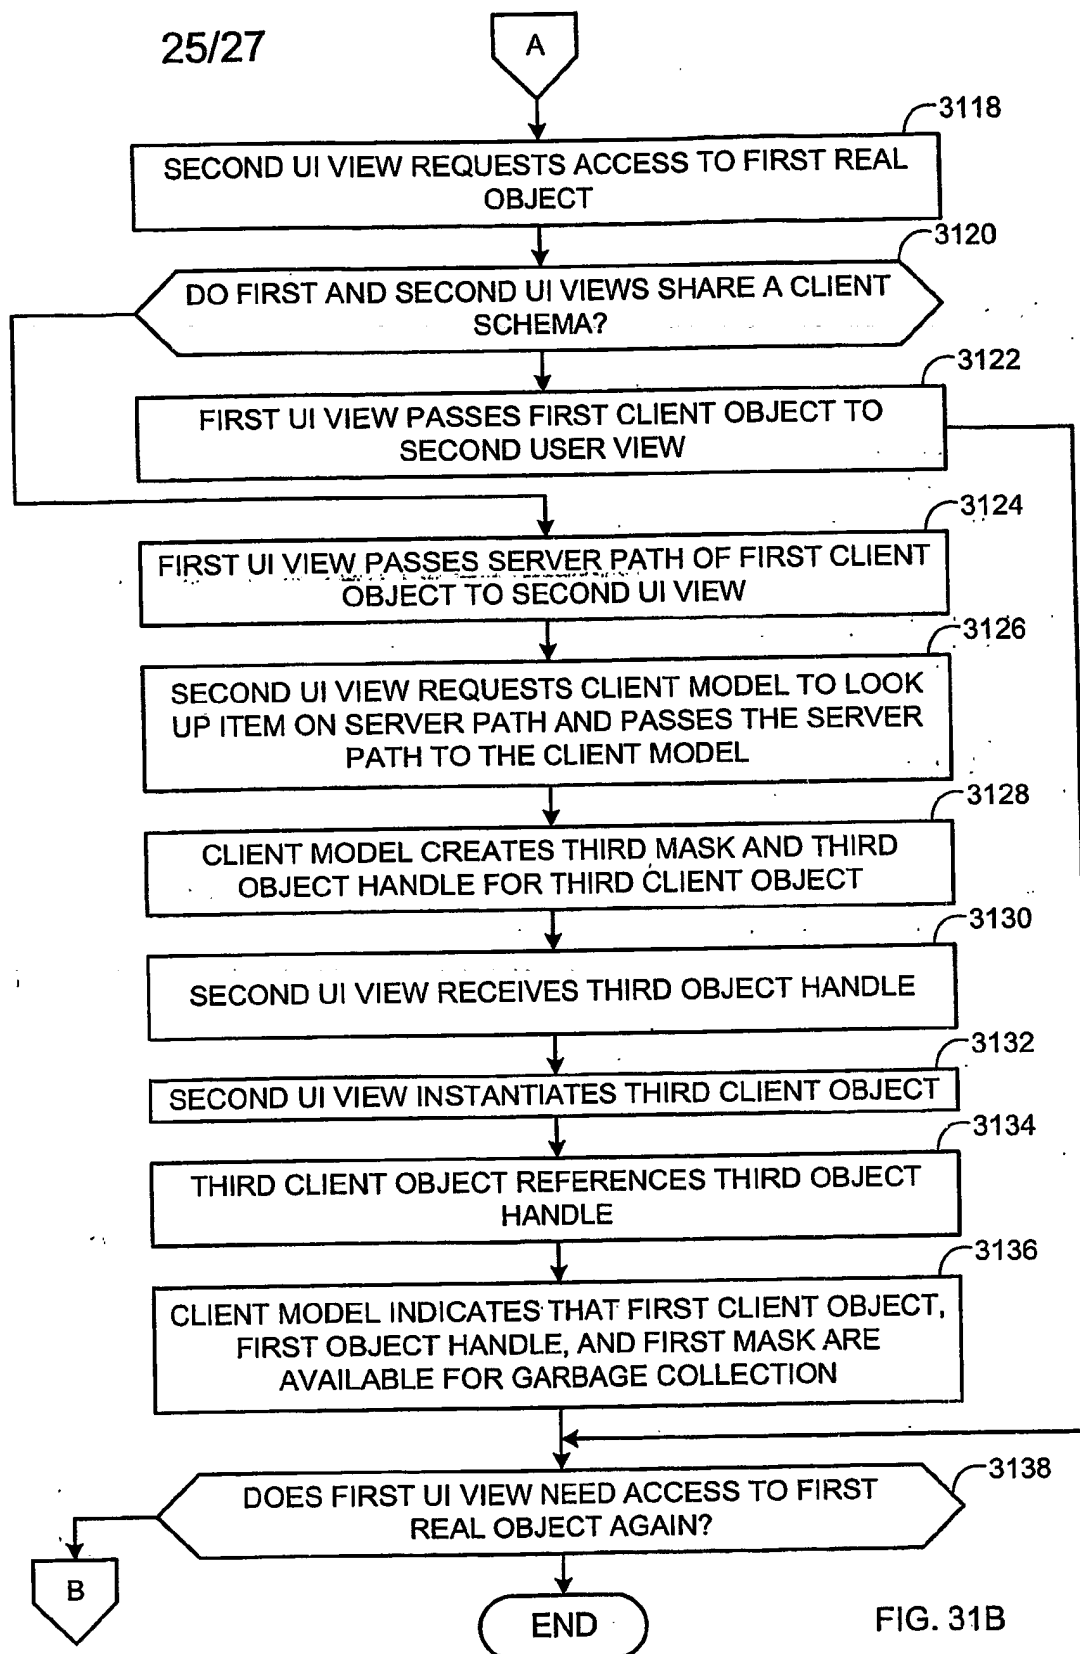 25/27
A
3118
SECOND UI VIEW REQUESTS ACCESS TO FIRST REAL
OBJECT
3120
DO FIRST AND SECOND UI VIEWS SHARE A CLIENT
SCHEMA?
3122
FIRST UI VIEW PASSES FIRST CLIENT OBJECT TO
SECOND USER VIEW
3124
FIRST UI VIEW PASSES SERVER PATH OF FIRST CLIENT
OBJECT TO SECOND UI VIEW
3126
SECOND UI VIEW REQUESTS CLIENT MODEL TO LOOK
UP ITEM ON SERVER PATH AND PASSES THE SERVER
PATH TO THE CLIENT MODEL
3128
CLIENT MODEL CREATES THIRD MASK AND THIRD
OBJECT HANDLE FOR THIRD CLIENT OBJECT
3130
SECOND UI VIEW RECEIVES THIRD OBJECT HANDLE
3132
SECOND UI VIEW INSTANTIATES THIRD CLIENT OBJECT
3134
THIRD CLIENT OBJECT REFERENCES THIRD OBJECT
HANDLE
3136
CLIENT MODEL INDICATES THAT FIRST CLIENT OBJECT,
FIRST OBJECT HANDLE, AND FIRST MASK ARE
AVAILABLE FOR GARBAGE COLLECTION
3138
DOES FIRST UI VIEW NEED ACCESS TO FIRST
REAL OBJECT AGAIN?
B
END
FIG. 31B